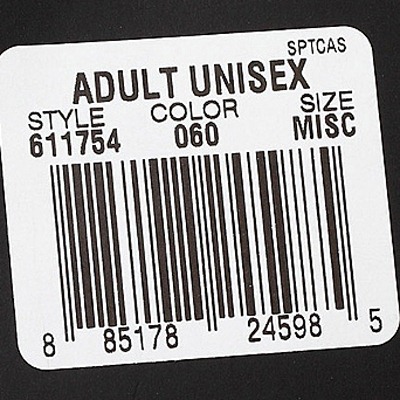 SPTCAS
ADULT UNISEX
STYLE COLOR SIZE
611754 060 MISC
8 85178 24598 5